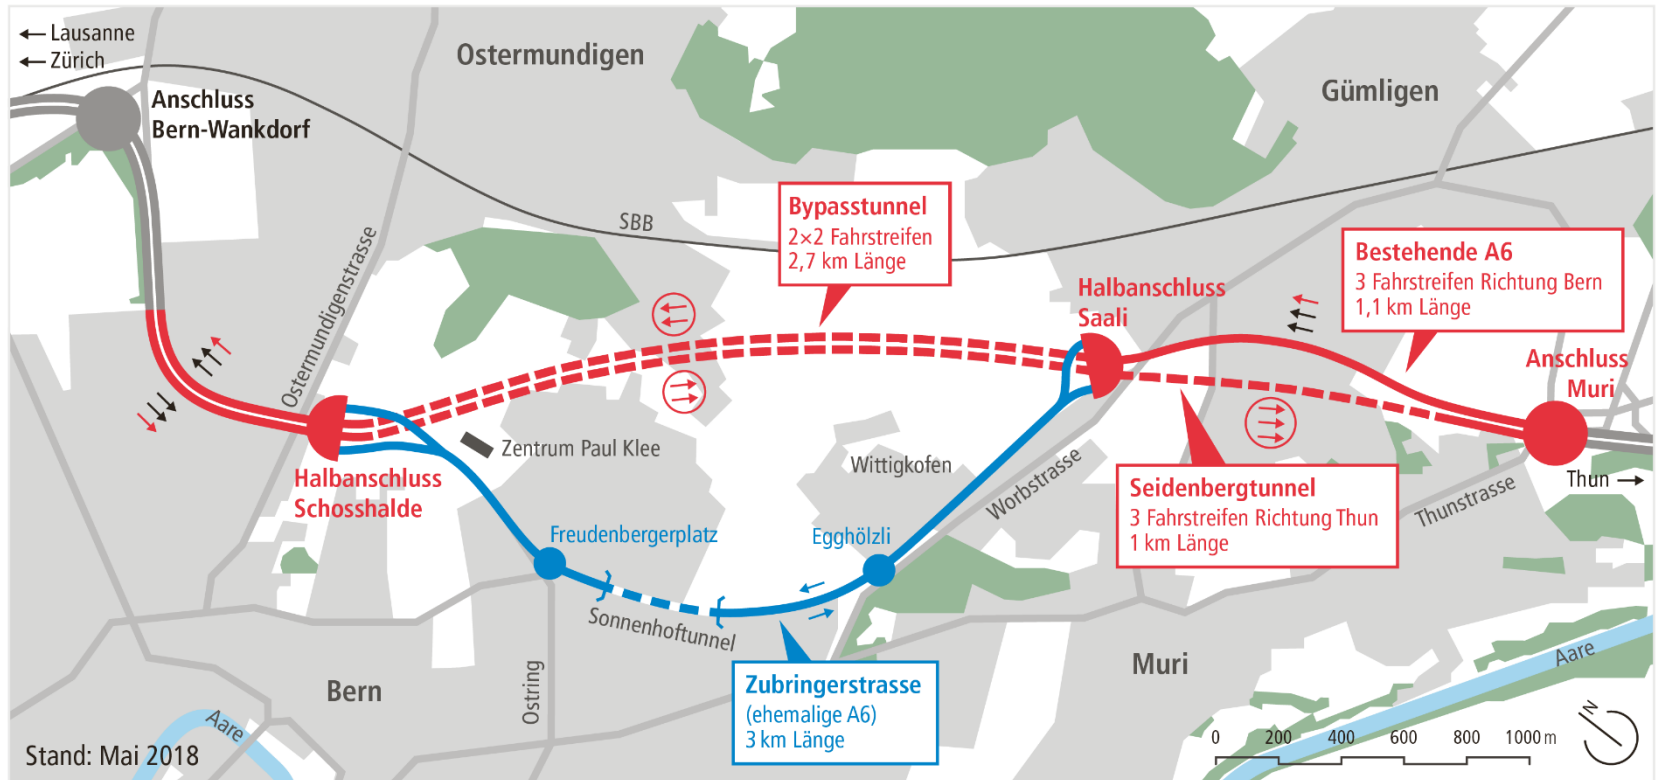 ← Lausanne
← Zürich
Ostermundigen
Gümligen
Anschluss
Bern-Wankdorf
SBB
Bypasstunnel
2×2 Fahrstreifen
2,7 km Länge
Bestehende A6
3 Fahrstreifen Richtung Bern
1,1 km Länge
Halbanschluss
Saali
Anschluss
Muri
Ostermundigenstrasse
Zentrum Paul Klee
Halbanschluss
Schosshalde
Wittigkofen
Worbstrasse
Seidenbergtunnel
3 Fahrstreifen Richtung Thun
1 km Länge
Thun →
Thunstrasse
Freudenbergerplatz
Egghölzli
Sonnenhoftunnel
Zubringerstrasse
(ehemalige A6)
3 km Länge
Ostring
Bern
Muri
Aare
Aare
N
0 200 400 600 800 1000 m
Stand: Mai 2018